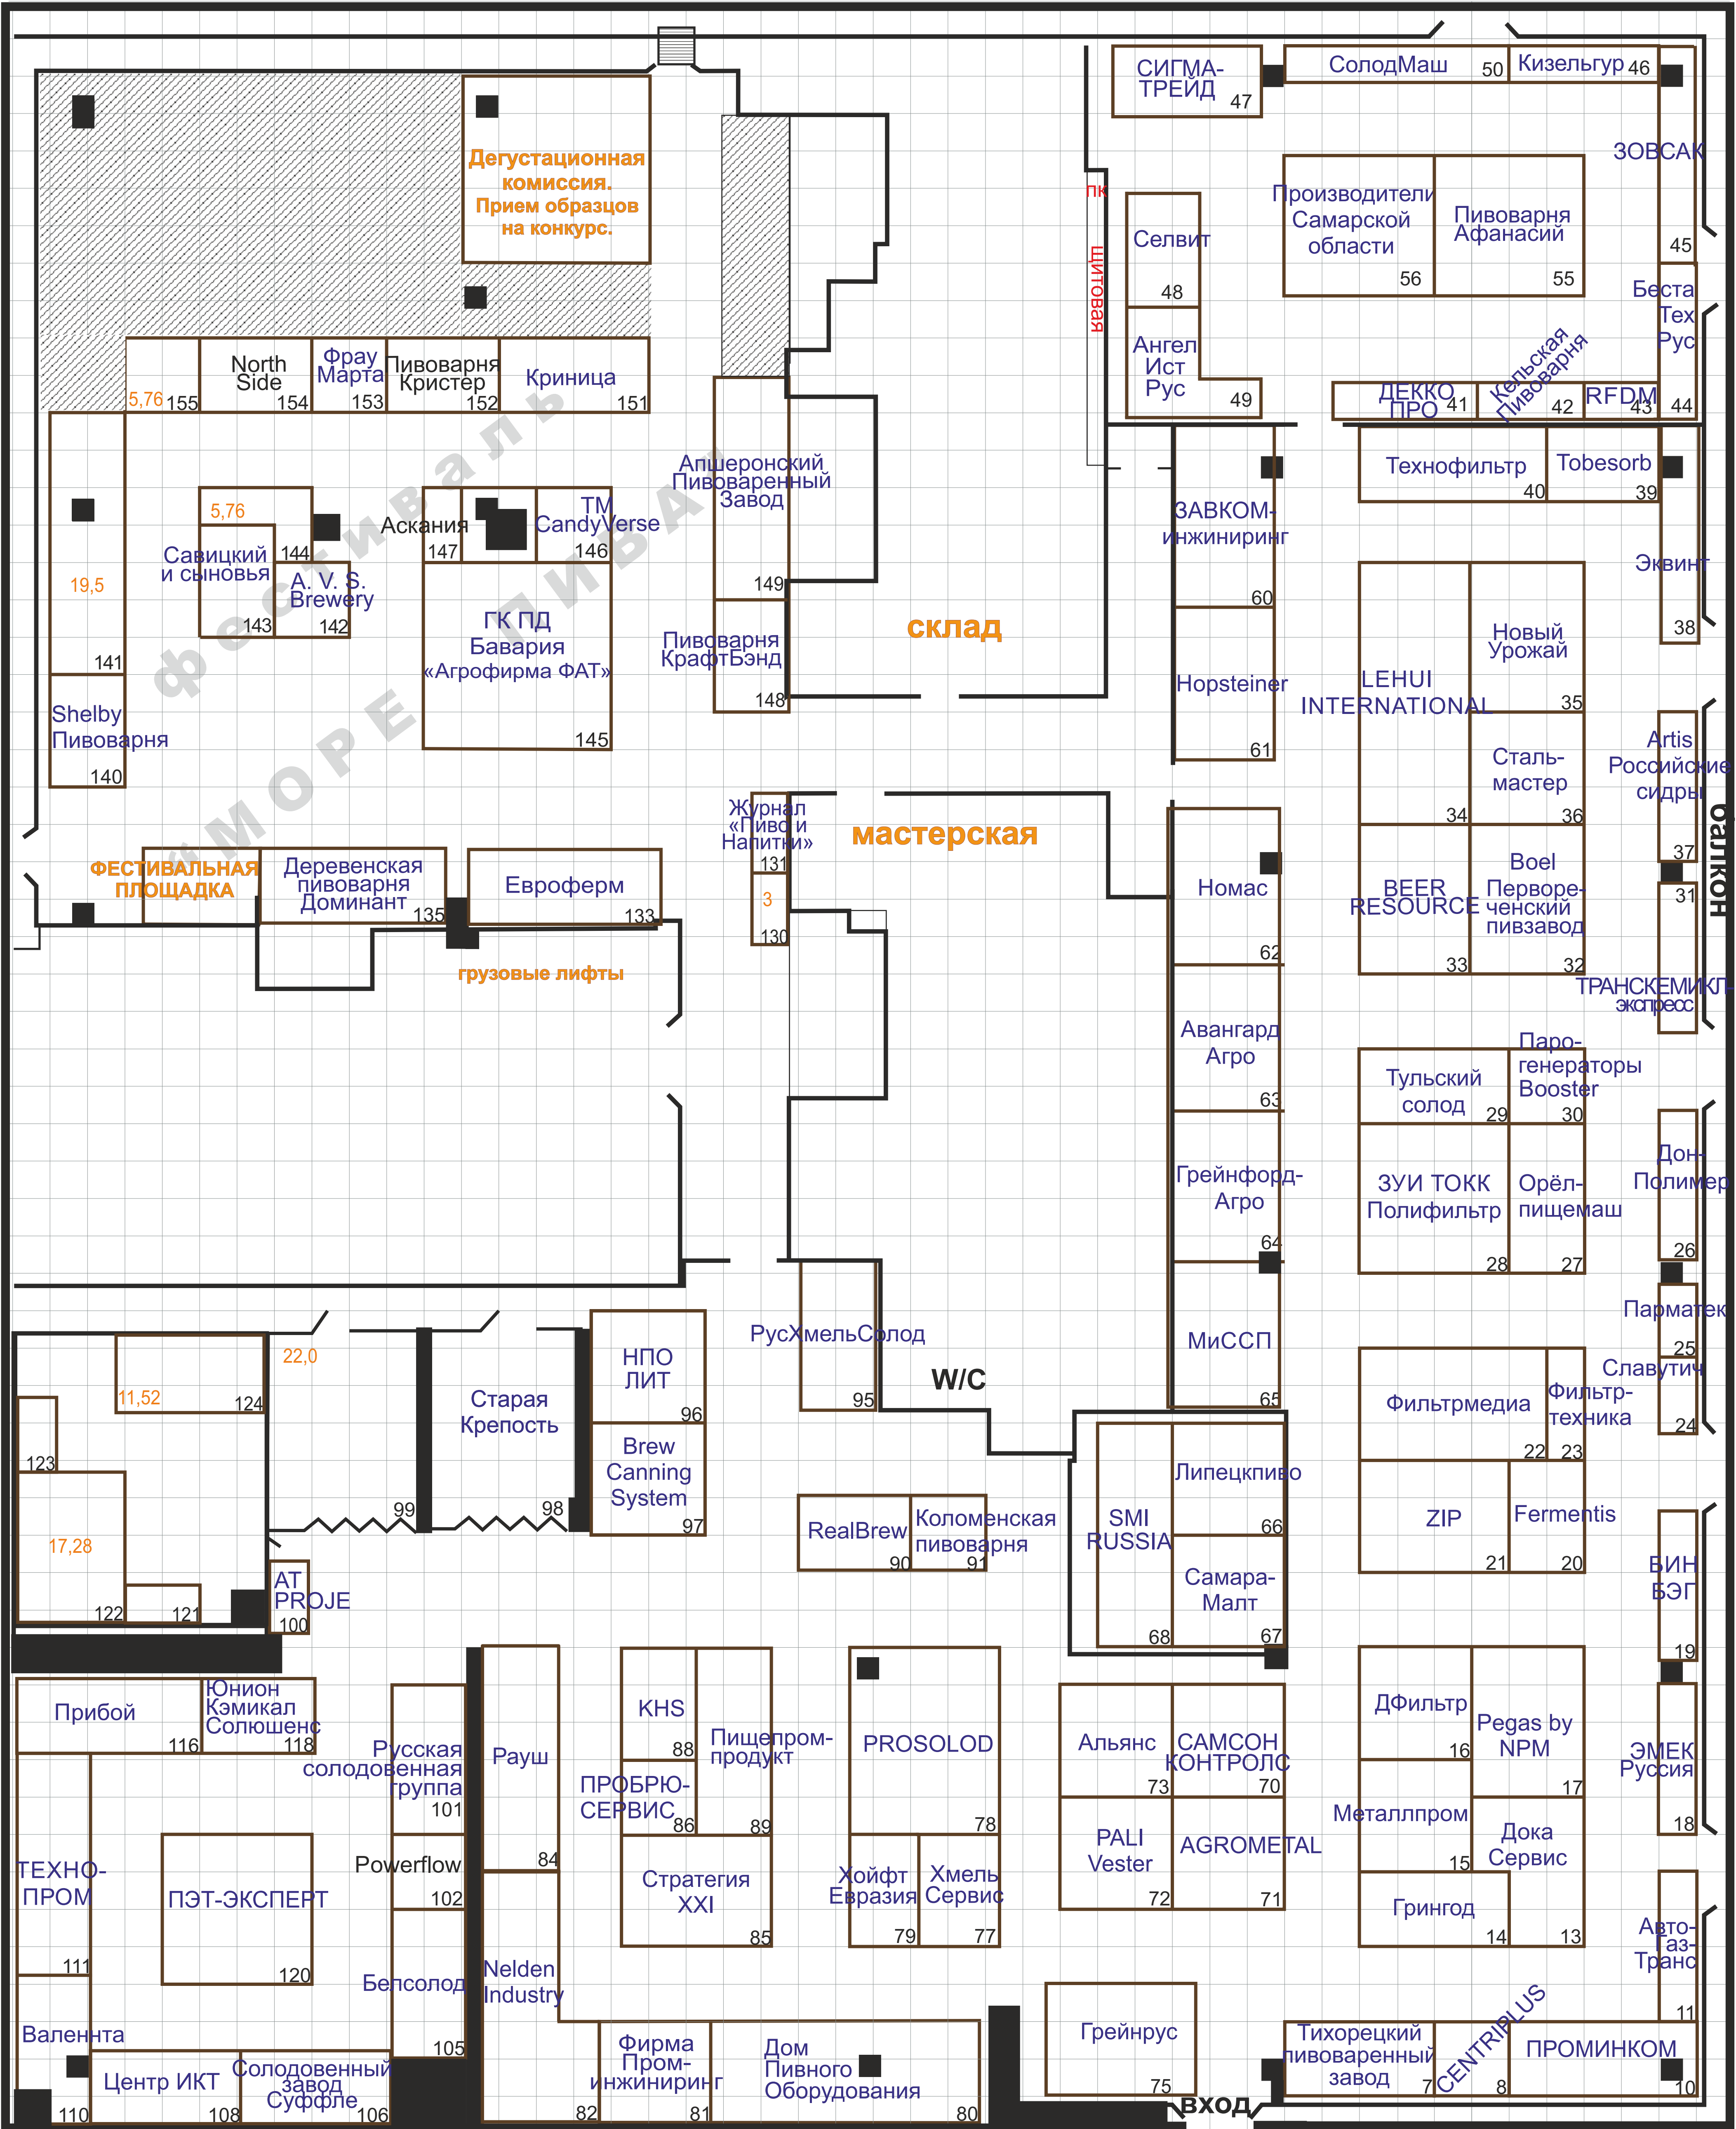 СИГМА-
ТРЕЙД
47
СолодМаш
50
Кизельгур
46
ЗОВСАК
45
Дегустационная
комиссия.
Прием образцов
на конкурс.
пк
щитовая
Селвит
48
Производители
Самарской
области
56
Пивоварня
Афанасий
55
Беста
Тех
Рус
44
Ангел
Ист
Рус
49
ДЕККО
ПРО
41
Кельская
Пивоварня
42
RFDM
43
5,76
155
North
Side
154
Фрау
Марта
153
Пивоварня
Кристер
152
Криница
151
фестиваль
“МОРЕ ПИВА”
Апшеронский
Пивоваренный
Завод
149
Технофильтр
40
Tobesorb
39
ЗАВКОМ-
инжиниринг
60
Эквинт
38
19,5
141
5,76
144
Савицкий
и сыновья
143
A. V. S.
Brewery
142
Аскания
147
ТМ
CandyVerse
146
ГК ПД
Бавария
«Агрофирма ФАТ»
145
Пивоварня
КрафтБэнд
148
склад
Hopsteiner
61
LEHUI
INTERNATIONAL
34
Новый
Урожай
35
Сталь-
мастер
36
Artis
Российские
сидры
37
балкон
Shelby
Пивоварня
140
ФЕСТИВАЛЬНАЯ
ПЛОЩАДКА
Деревенская
пивоварня
Доминант
135
Евроферм
133
Журнал
«Пиво и
Напитки»
131
3
130
мастерская
грузовые лифты
Номас
62
BEER
RESOURCE
33
Boel
Перворе-
ченский
пивзавод
32
31
ТРАНСКЕМИКЛ-
экспресс
Авангард
Агро
63
Тульский
солод
29
Паро-
генераторы
Booster
30
Грейнфорд-
Агро
64
ЗУИ ТОКК
Полифильтр
28
Орёл-
пищемаш
27
Дон-
Полимер
26
Парматек
25
МиССП
65
РусХмельСолод
95
W/C
Славутич
24
Фильтрмедиа
22
Фильтр-
техника
23
22,0
99
11,52
124
123
17,28
122
121
Старая
Крепость
98
НПО
ЛИТ
96
Brew
Canning
System
97
AT
PROJE
100
RealBrew
90
Коломенская
пивоварня
91
SMI
RUSSIA
68
Липецкпиво
66
Самара-
Малт
67
ZIP
21
Fermentis
20
БИН
БЭГ
19
Прибой
116
Юнион
Кэмикал
Солюшенс
118
Русская
солодовенная
группа
101
Рауш
84
KHS
88
Пищепром-
продукт
89
ПРОБРЮ-
СЕРВИС
86
PROSOLOD
78
Альянс
73
САМСОН
КОНТРОЛС
70
ДФильтр
16
Pegas by
NPM
17
ЭМЕК
Руссия
18
Металлпром
15
ТЕХНО-
ПРОМ
111
ПЭТ-ЭКСПЕРТ
120
Powerflow
102
Стратегия
XXI
85
Хойфт
Евразия
79
Хмель
Сервис
77
PALI
Vester
72
AGROMETAL
71
Дока
Сервис
13
Грингод
14
Авто-
Газ-
Транс
11
Белсолод
105
Nelden
Industry
82
Валеннта
110
Центр ИКТ
108
Солодовенный
завод
Суффле
106
Фирма
Пром-
инжиниринг
81
Дом
Пивного
Оборудования
80
Грейнрус
75
Тихорецкий
пивоваренный
завод
7
CENTRIPLUS
8
ПРОМИНКОМ
10
вход